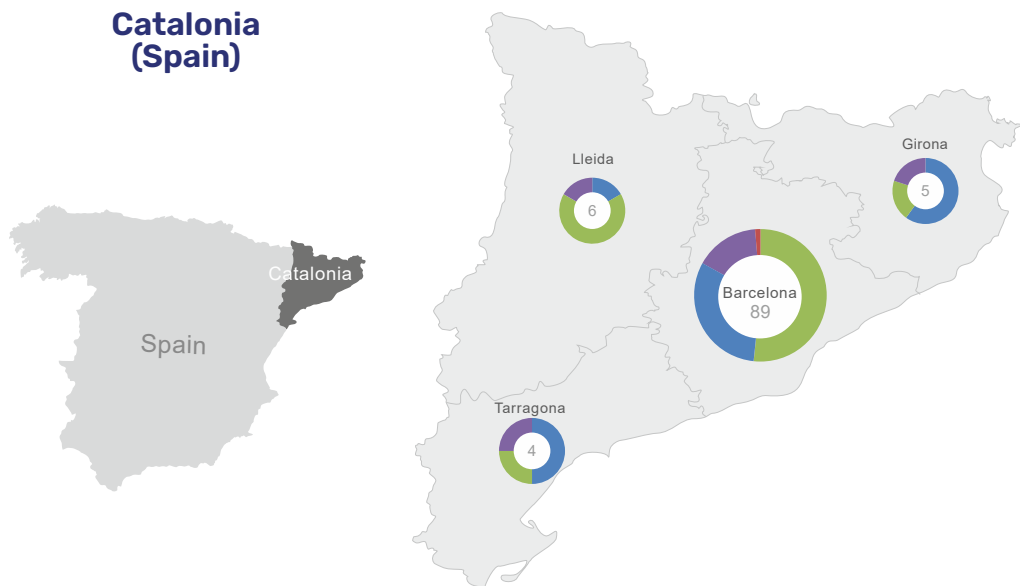 Catalonia
(Spain)
Lleida
6
Girona
5
Catalonia
Barcelona
89
Spain
Tarragona
4